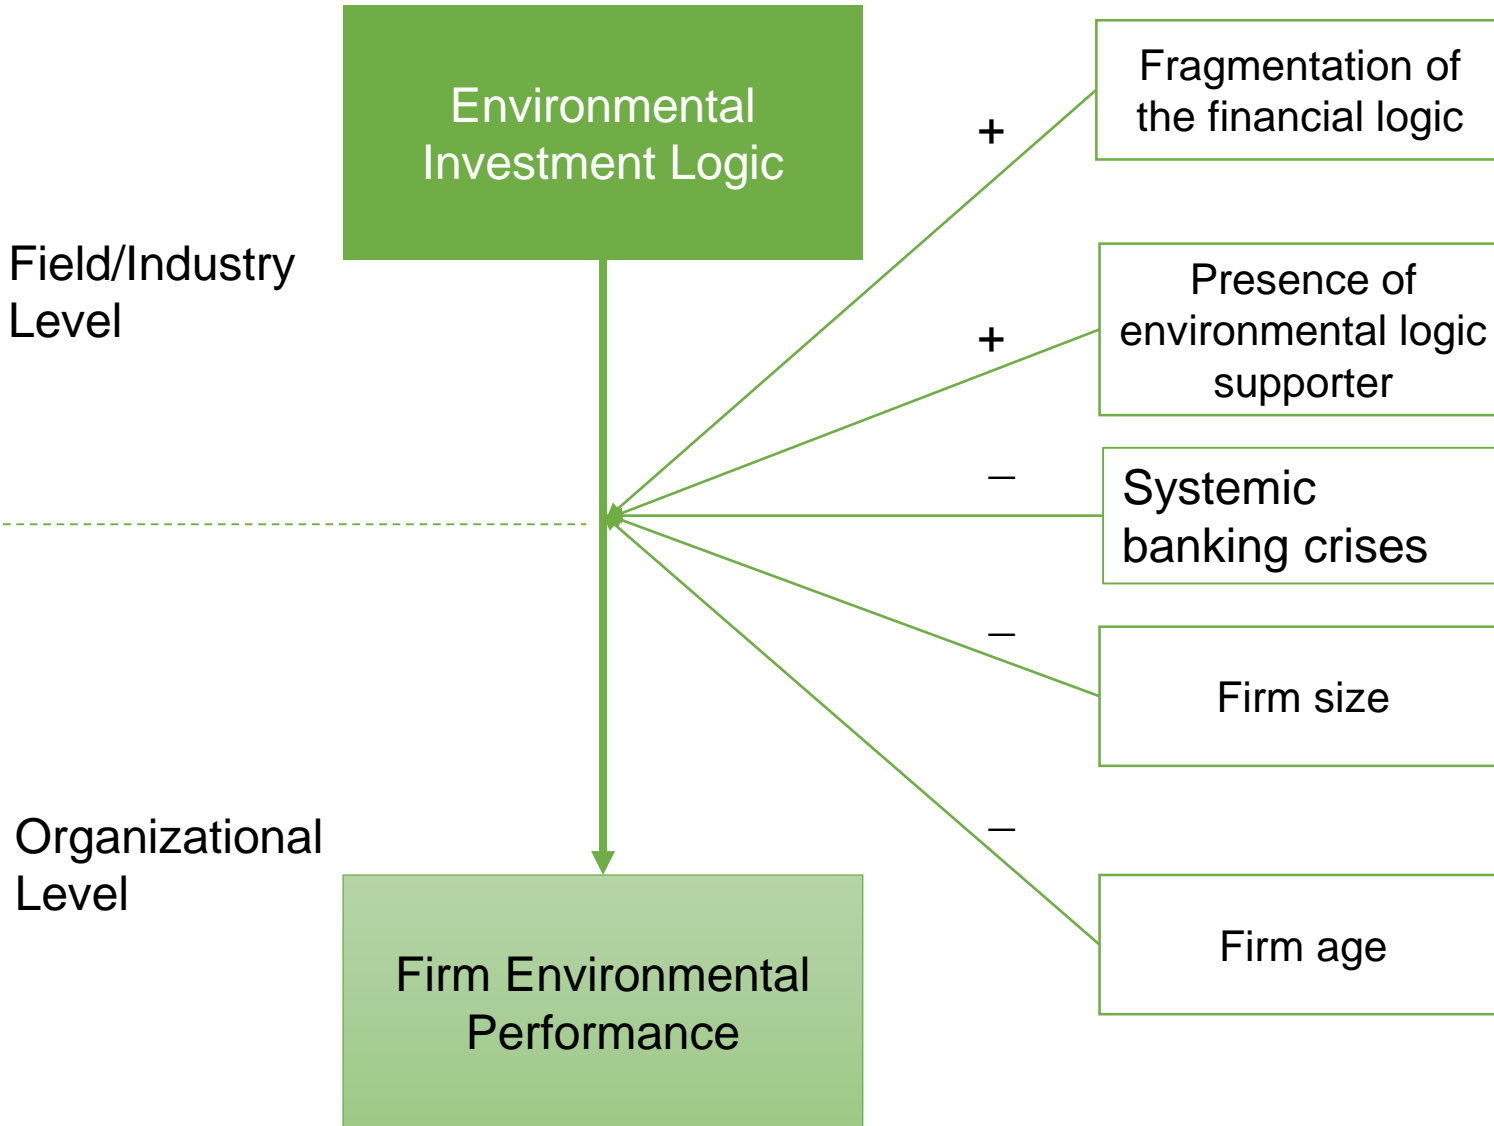 Environmental
Investment Logic
Fragmentation of
the financial logic
+
Field/Industry
Level
Presence of
environmental logic
supporter
+
Systemic
banking crises
–
Firm size
–
Organizational
Level
Firm age
–
Firm Environmental
Performance